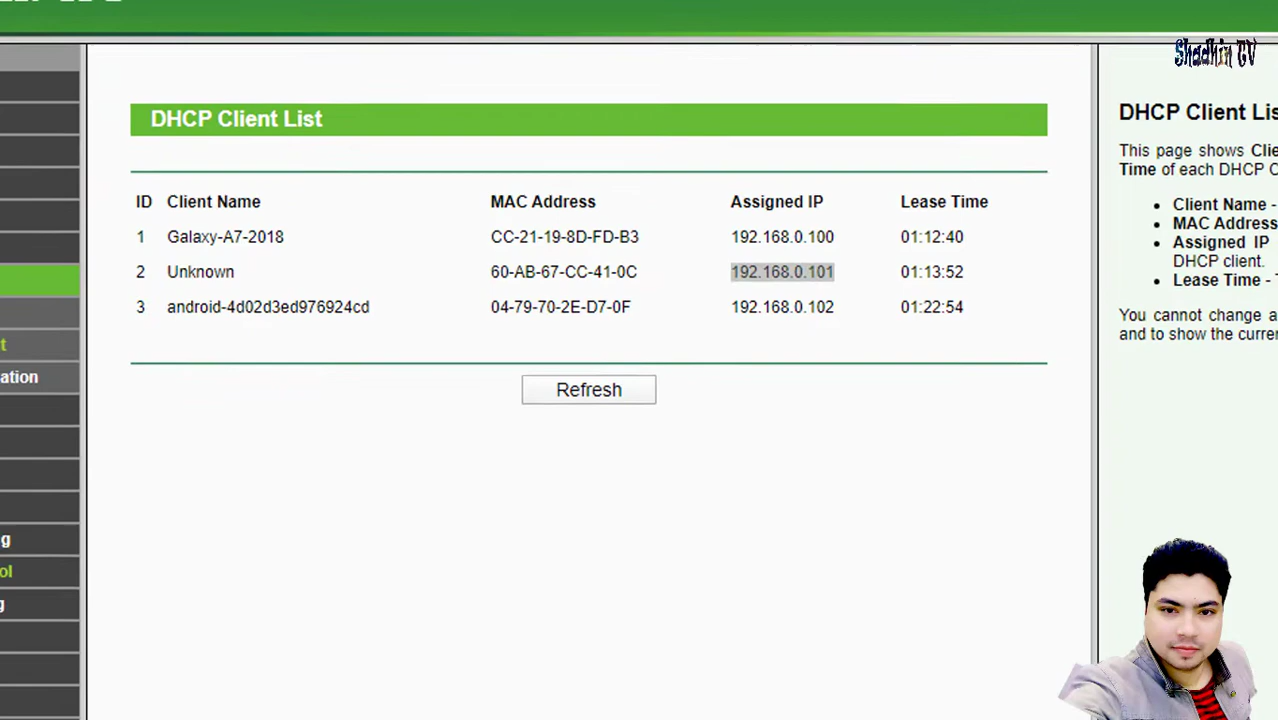 Shadhin TV
DHCP Client List
ID Client Name MAC Address Assigned IP Lease Time
1 Galaxy-A7-2018 CC-21-19-8D-FD-B3 192.168.0.100 01:12:40
2 Unknown 60-AB-67-CC-41-0C 192.168.0.101 01:13:52
3 android-4d02d3ed976924cd 04-79-70-2E-D7-0F 192.168.0.102 01:22:54
Refresh
t
ation
g
ol
g
DHCP Client Lis
This page shows Clie
Time of each DHCP C
• Client Name -
• MAC Address
• Assigned IP
DHCP client.
• Lease Time -
You cannot change a
and to show the curre